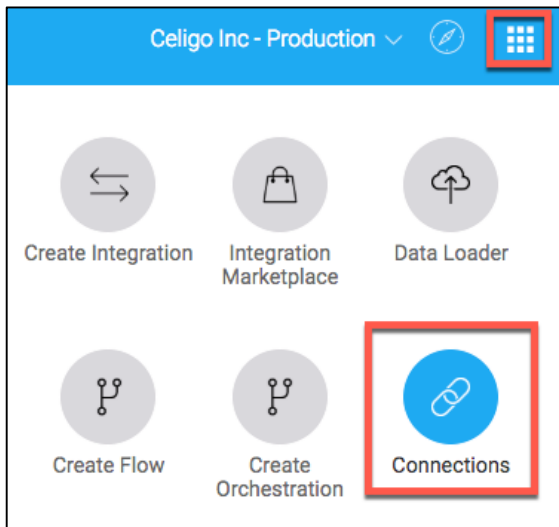 Celigo Inc - Production
Create Integration
Integration
Marketplace
Data Loader
Create Flow
Create
Orchestration
Connections